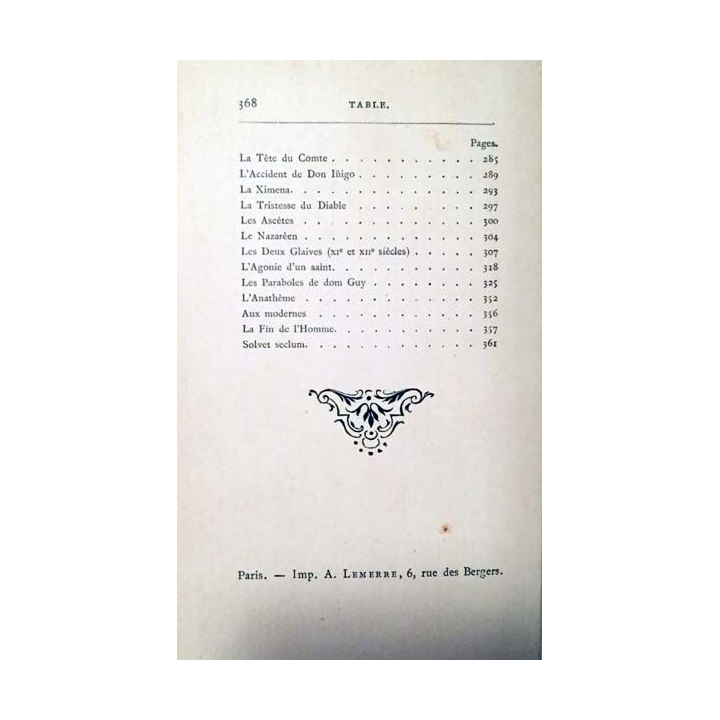 368 TABLE.
Pages.
La Tête du Comte . . . . . . . . . . . 285
L'Accident de Don Iñigo . . . . . . . . . 289
La Ximena. . . . . . . . . . . . . 293
La Tristesse du Diable . . . . . . . . . 297
Les Ascètes . . . . . . . . . . . . 300
Le Nazaréen . . . . . . . . . . . . 304
Les Deux Glaives (XIe et XIIe siècles) . . . . . 307
L'Agonie d'un saint. . . . . . . . . . . 318
Les Paraboles de dom Guy . . . . . . . . 325
L'Anathème . . . . . . . . . . . . 352
Aux modernes . . . . . . . . . . . . 356
La Fin de l'Homme. . . . . . . . . . . 357
Solvet seclum. . . . . . . . . . . . 361
Paris. — Imp. A. LEMERRE, 6, rue des Bergers.